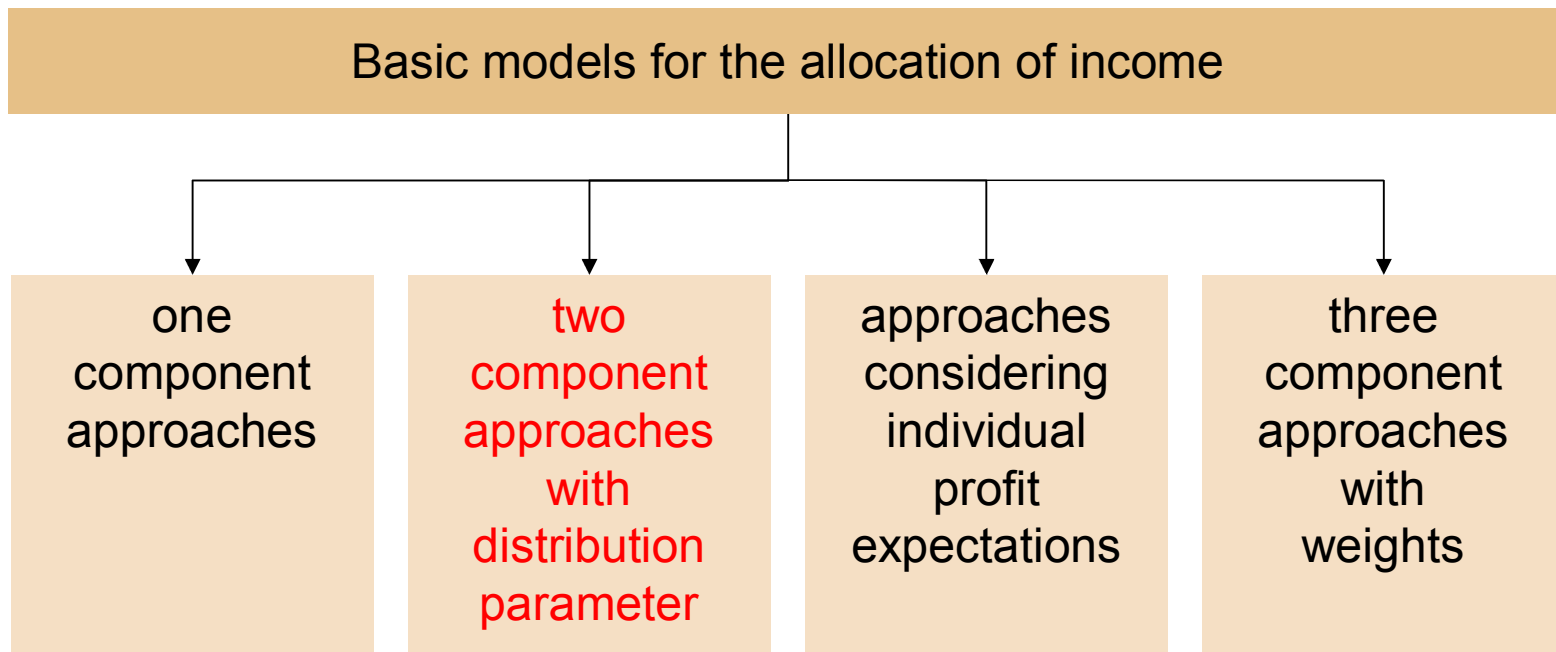 Basic models for the allocation of income
one
component
approaches
two
component
approaches
with
distribution
parameter
approaches
considering
individual
profit
expectations
three
component
approaches
with
weights